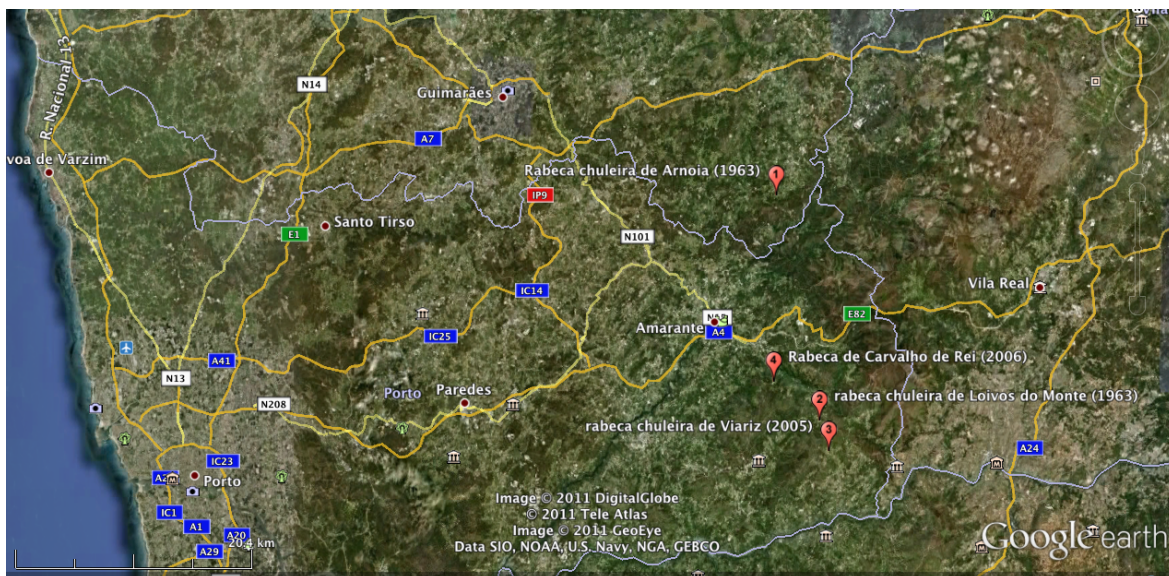 R. Nacional 13
N14
Guimarães
A7
voa de Varzim
Rabeca chuleira de Arnoia (1963)
1
IP9
Santo Tirso
E1
N101
Vila Real
IC14
E82
Amarante
A4
IC25
A41
Rabeca de Carvalho de Rei (2006)
4
N13
Porto
Paredes
N208
2
rabeca chuleira de Loivos do Monte (1963)
rabeca chuleira de Viariz (2005)
3
A24
IC23
Porto
IC1
A1
A20
A29
20.4 km
Image © 2011 DigitalGlobe
© 2011 Tele Atlas
Image © 2011 GeoEye
Data SIO, NOAA, U.S. Navy, NGA, GEBCO
Google earth